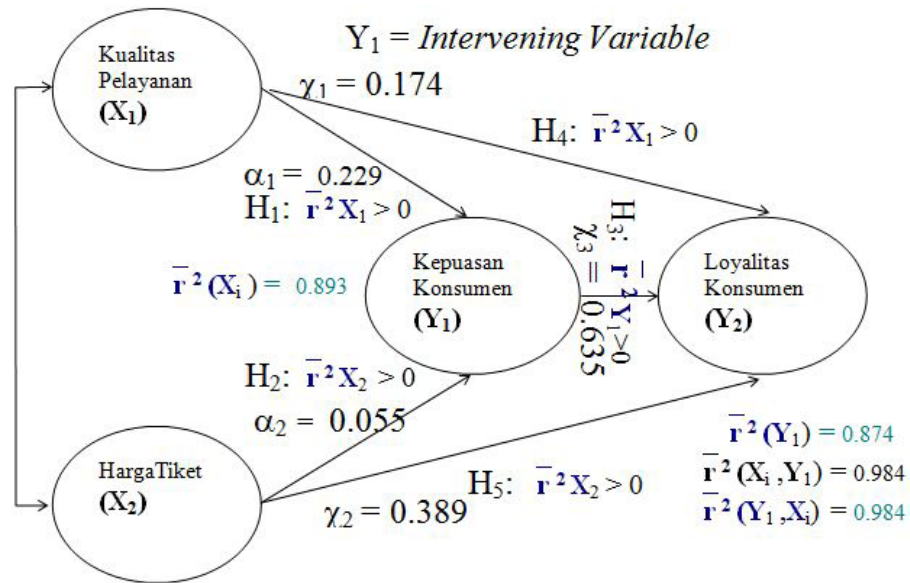 Y₁ = Intervening Variable
Kualitas
Pelayanan
(X₁)
χ₁ = 0.174
H₄: r̄ ² X₁ > 0
α₁ = 0.229
H₁: r̄ ² X₁ > 0
r̄ ² (Xᵢ) = 0.893
Kepuasan
Konsumen
(Y₁)
H₃: r̄ ² Y₁>0
χ₃ = 0.635
Loyalitas
Konsumen
(Y₂)
H₂: r̄ ² X₂ > 0
α₂ = 0.055
HargaTiket
(X₂)
H₅: r̄ ² X₂ > 0
χ₂ = 0.389
r̄ ² (Y₁) = 0.874
r̄ ² (Xᵢ ,Y₁) = 0.984
r̄ ² (Y₁ ,Xᵢ) = 0.984